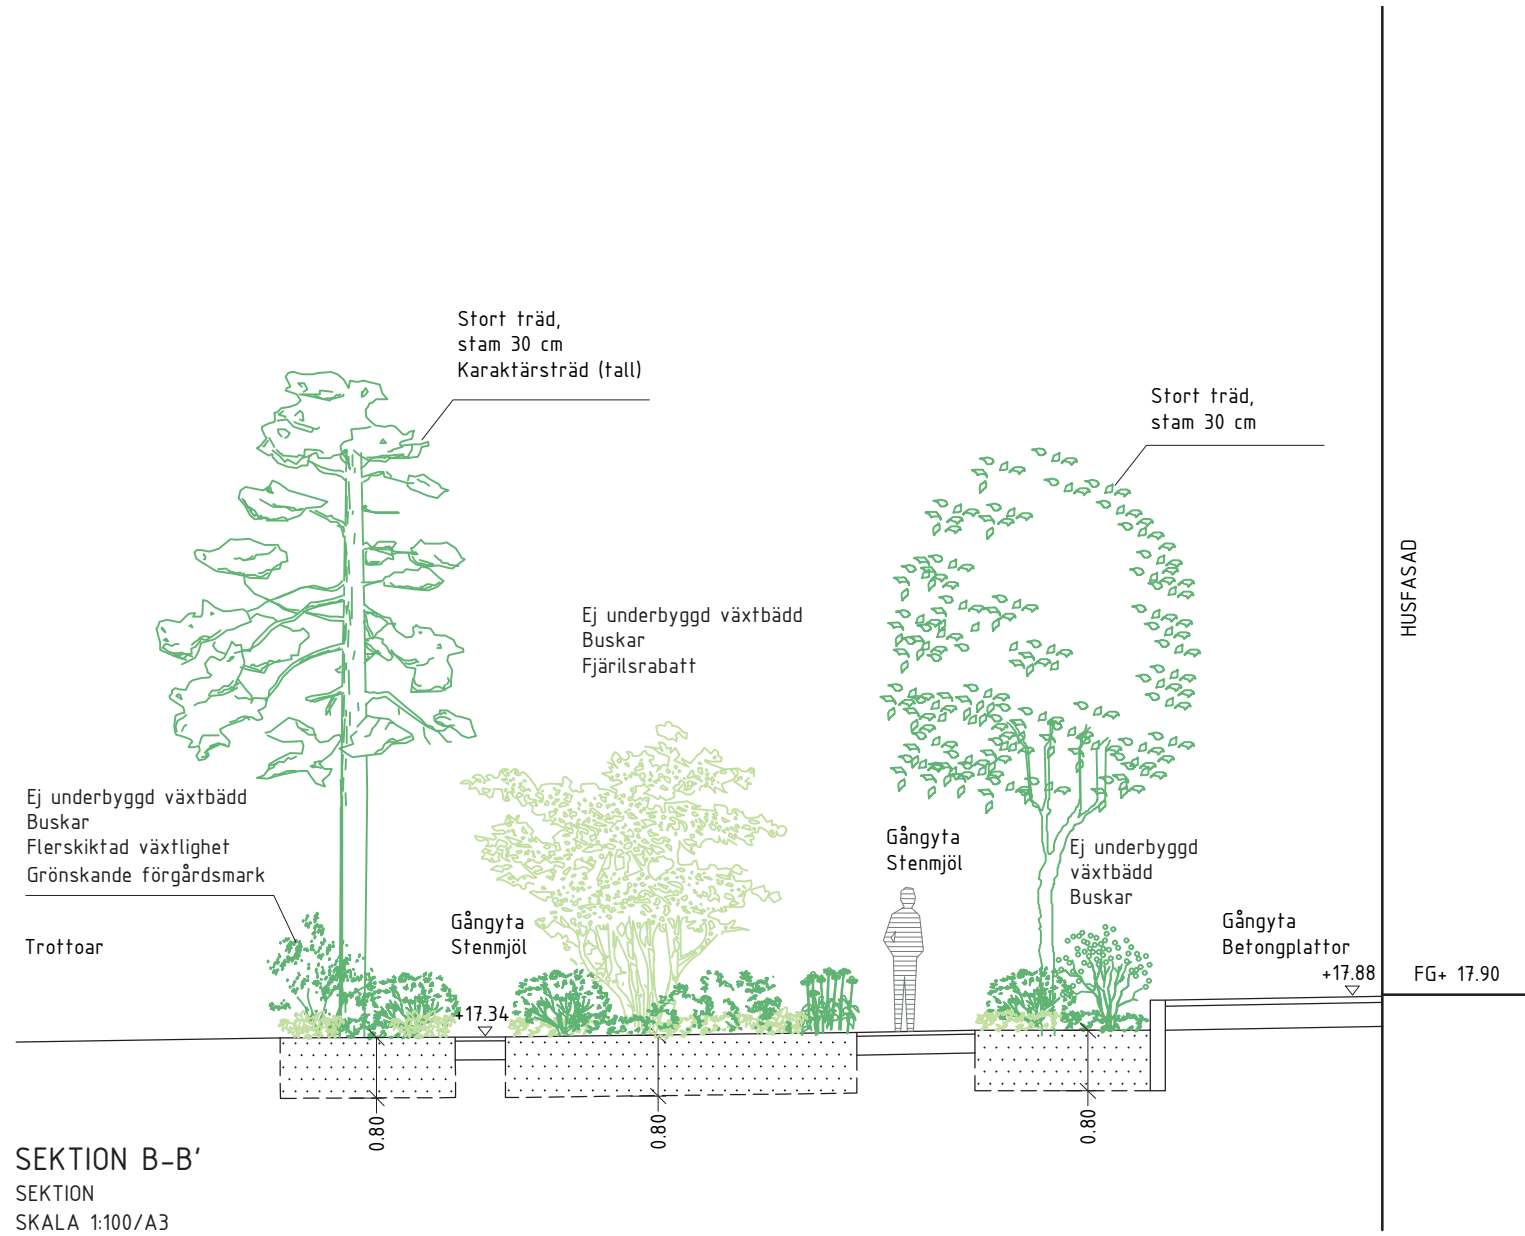 Stort träd,
stam 30 cm
Karaktärsträd (tall)
Stort träd,
stam 30 cm
HUSFASAD
Ej underbyggd växtbädd
Buskar
Fjärilsrabatt
Ej underbyggd växtbädd
Buskar
Flerskiktad växtlighet
Grönskande förgårdsmark
Gångyta
Stenmjöl
Ej underbyggd
växtbädd
Buskar
Trottoar
Gångyta
Stenmjöl
Gångyta
Betongplattor
+17.88
FG+ 17.90
+17.34
0.80
0.80
0.80
SEKTION B-B'
SEKTION
SKALA 1:100/A3